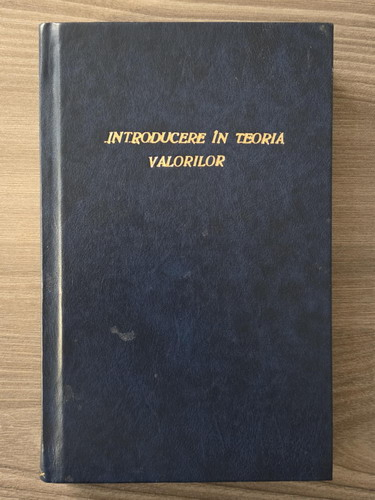 .INTRODUCERE ÎN TEORIA
VALORILOR